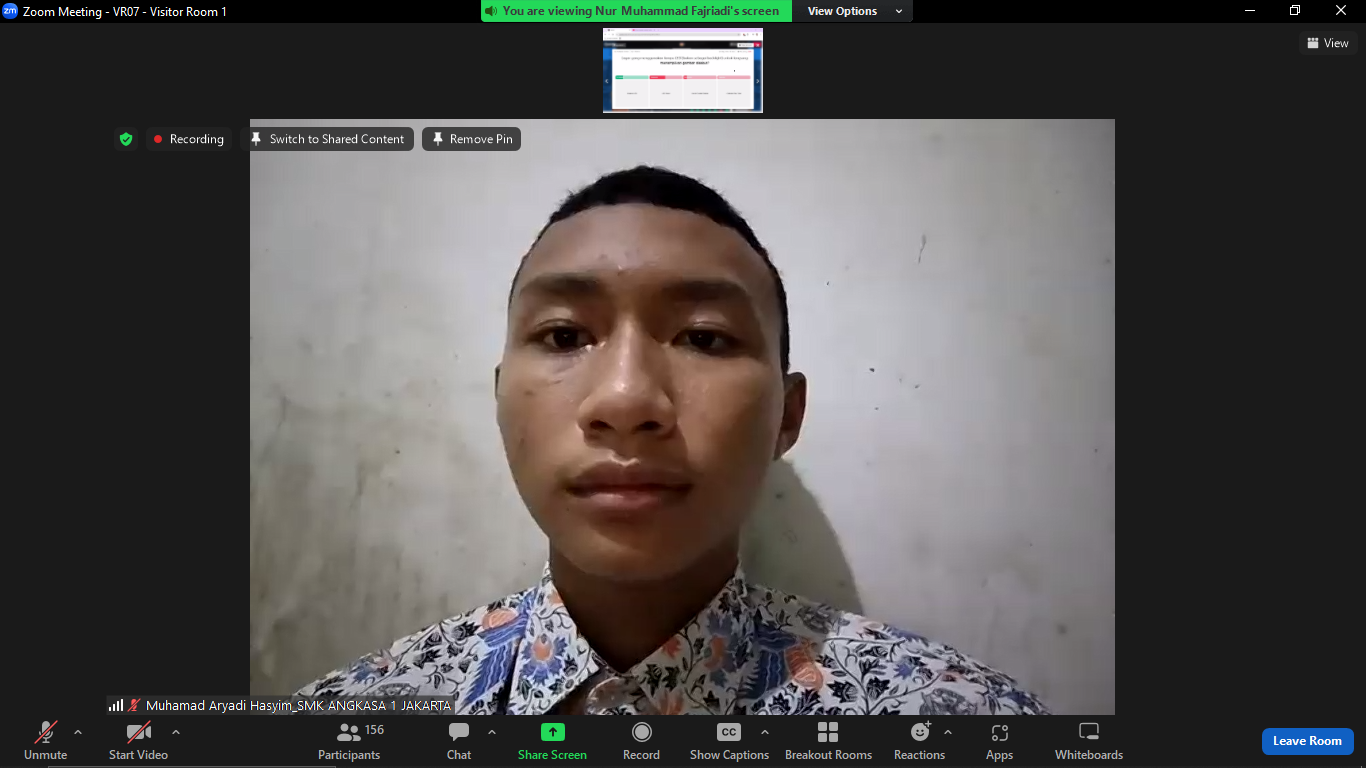 zm Zoom Meeting - VR07 - Visitor Room 1
You are viewing Nur Muhammad Fajriadi's screen
View Options
View
Recording
Switch to Shared Content
Remove Pin
Muhamad Aryadi Hasyim_SMK ANGKASA 1 JAKARTA
156
CC
Unmute
Start Video
Participants
Chat
Share Screen
Record
Show Captions
Breakout Rooms
Reactions
Apps
Whiteboards
Leave Room